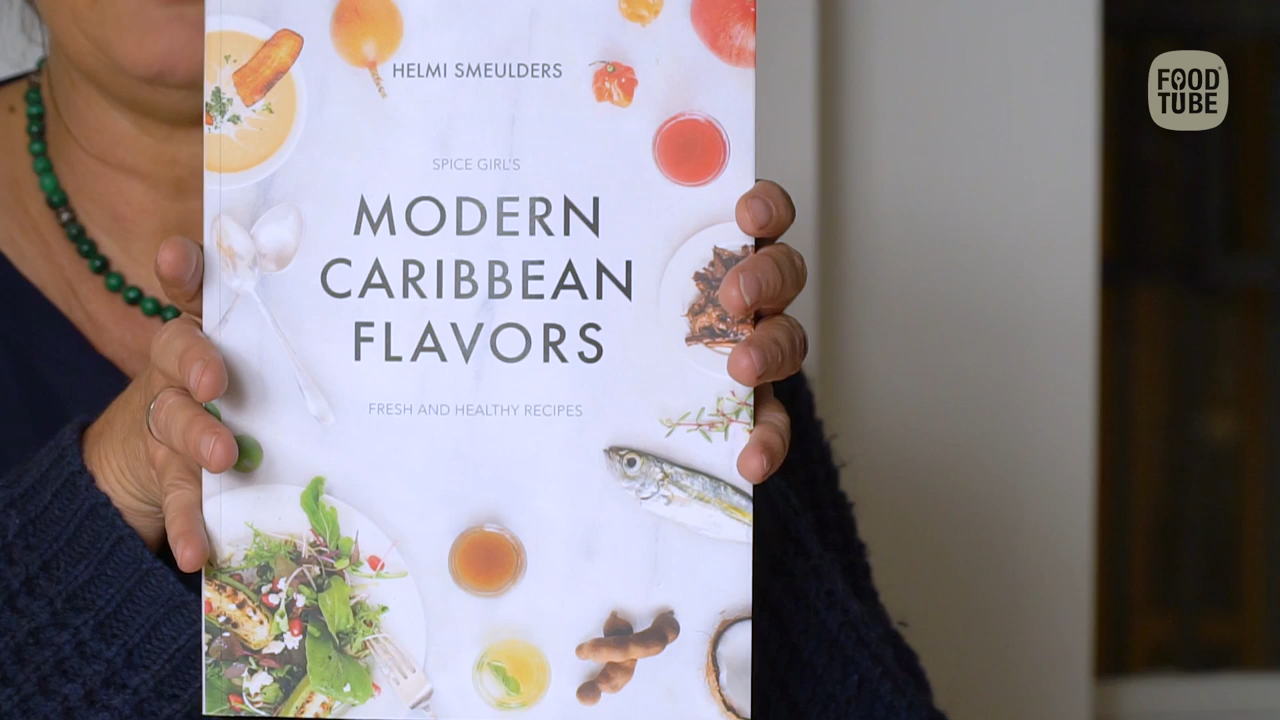 HELMI SMEULDERS
SPICE GIRL'S
MODERN
CARIBBEAN
FLAVORS
FRESH AND HEALTHY RECIPES
FOOD
TUBE